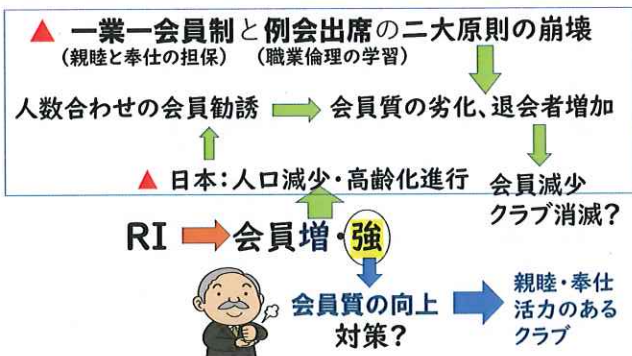 ▲ 一業一会員制と例会出席の二大原則の崩壊
(親睦と奉仕の担保) (職業倫理の学習)
人数合わせの会員勧誘 会員質の劣化、退会者増加
▲ 日本:人口減少・高齢化進行
会員減少
クラブ消滅?
RI 会員増・強
会員質の向上
対策?
親睦・奉仕
活力のある
クラブ